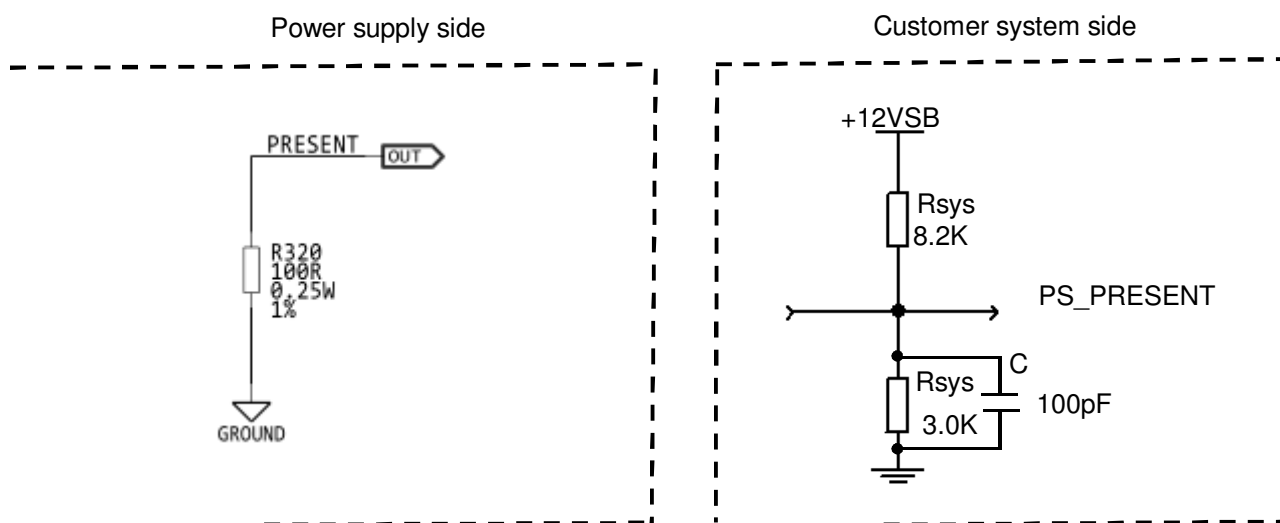 Power supply side
Customer system side
PRESENT
OUT
R320
100R
0.25W
1%
GROUND
+12VSB
Rsys
8.2K
PS_PRESENT
C
Rsys
100pF
3.0K